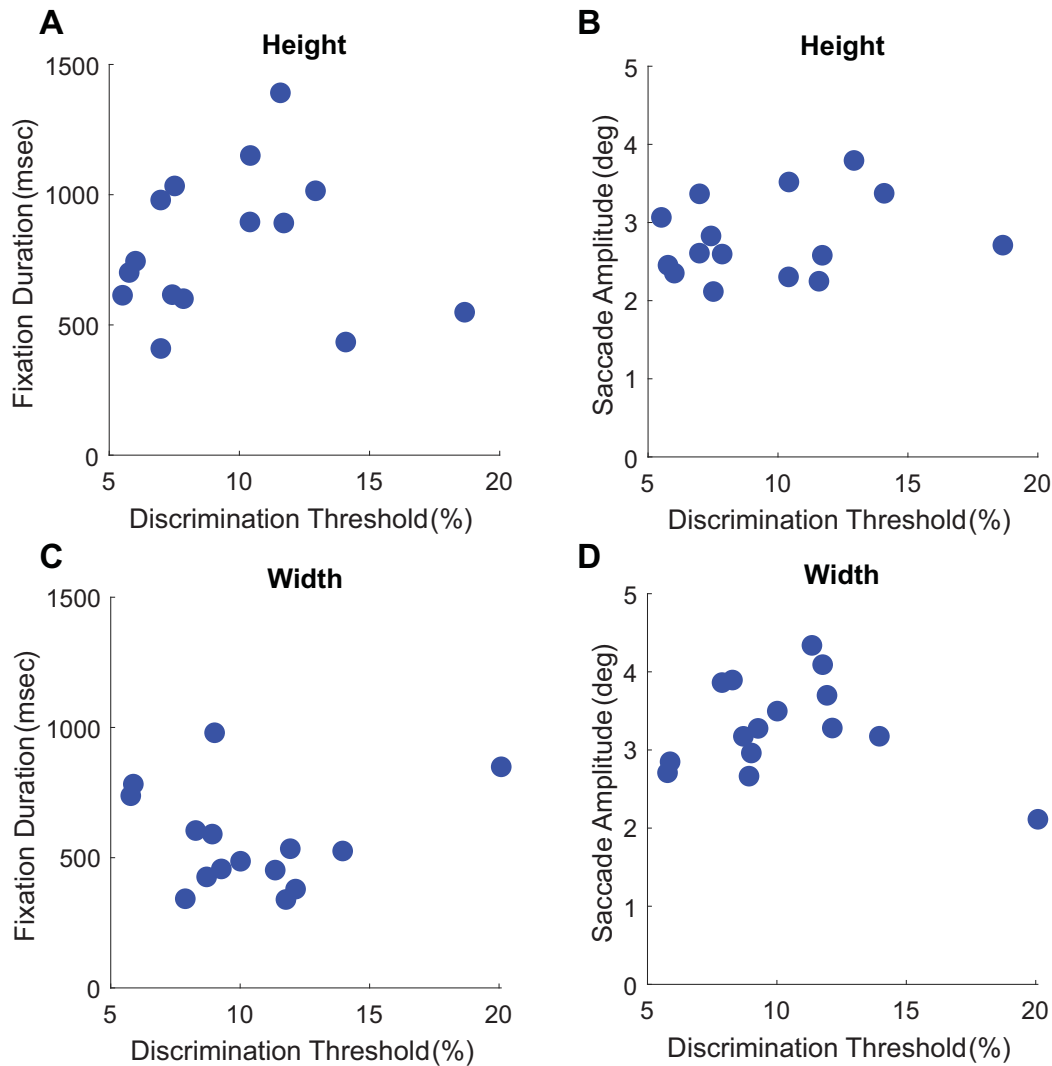 A
Height
1500
1000
500
0
5
10
15
20
Fixation Duration (msec)
Discrimination Threshold (%)
B
Height
5
4
3
2
1
0
5
10
15
20
Saccade Amplitude (deg)
Discrimination Threshold (%)
C
Width
1500
1000
500
0
5
10
15
20
Fixation Duration (msec)
Discrimination Threshold (%)
D
Width
5
4
3
2
1
0
5
10
15
20
Saccade Amplitude (deg)
Discrimination Threshold (%)